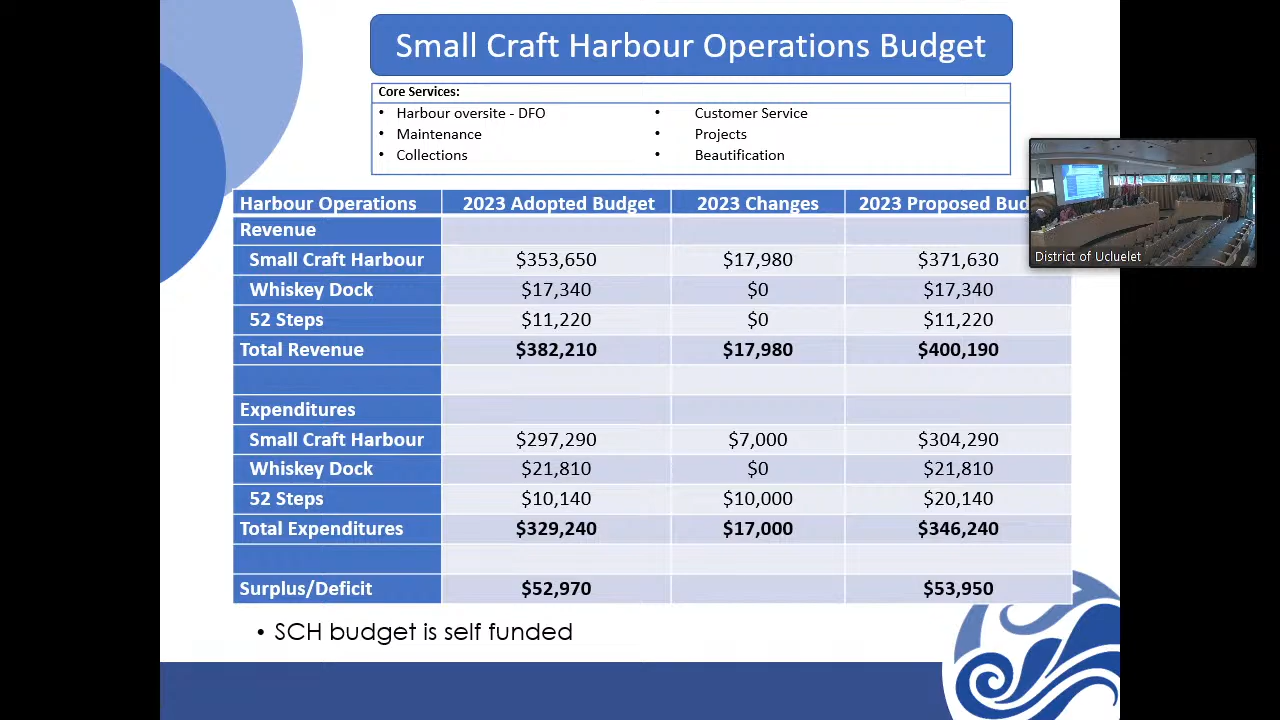 Small Craft Harbour Operations Budget
Core Services:
• Harbour oversite - DFO • Customer Service
• Maintenance • Projects
• Collections • Beautification
Harbour Operations 2023 Adopted Budget 2023 Changes 2023 Proposed Bud
Revenue
Small Craft Harbour $353,650 $17,980 $371,630
Whiskey Dock $17,340 $0 $17,340
52 Steps $11,220 $0 $11,220
Total Revenue $382,210 $17,980 $400,190
Expenditures
Small Craft Harbour $297,290 $7,000 $304,290
Whiskey Dock $21,810 $0 $21,810
52 Steps $10,140 $10,000 $20,140
Total Expenditures $329,240 $17,000 $346,240
Surplus/Deficit $52,970 $53,950
• SCH budget is self funded
District of Ucluelet